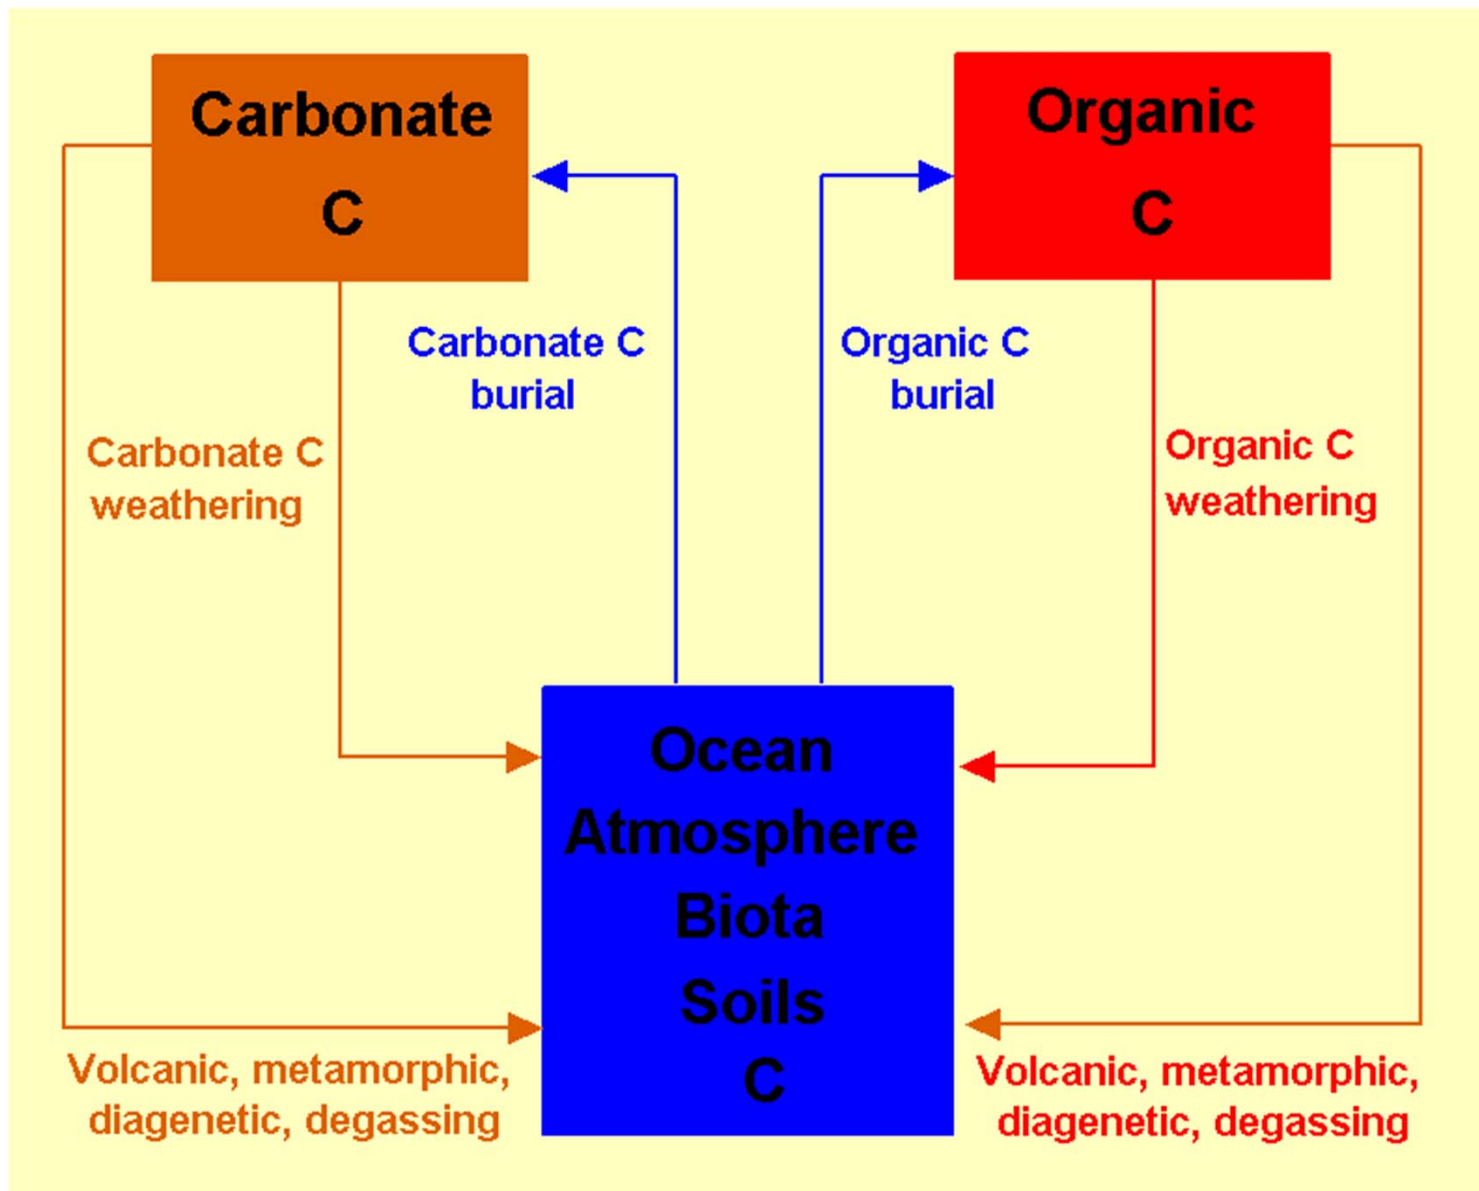 Carbonate
C
Organic
C
Carbonate C
burial
Organic C
burial
Carbonate C
weathering
Organic C
weathering
Ocean
Atmosphere
Biota
Soils
C
Volcanic, metamorphic,
diagenetic, degassing
Volcanic, metamorphic,
diagenetic, degassing